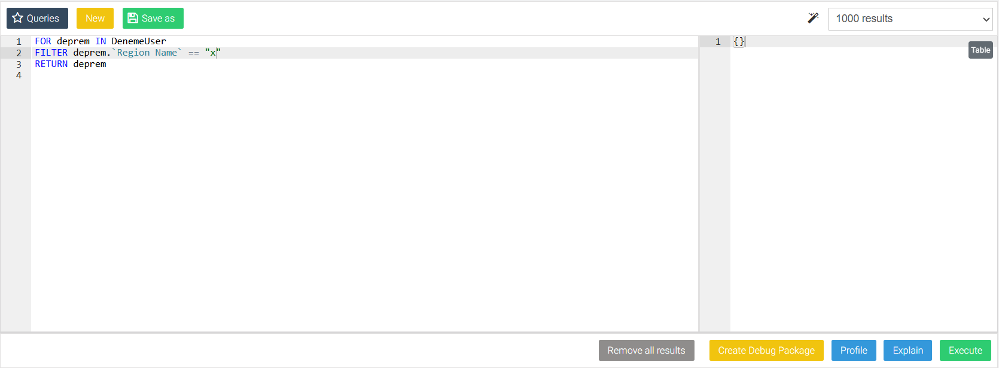 Queries New Save as 1000 results
1 FOR deprem IN DenemeUser
2 FILTER deprem.`Region Name` == "x"
3 RETURN deprem
4
1 {}
Table
Remove all results Create Debug Package Profile Explain Execute